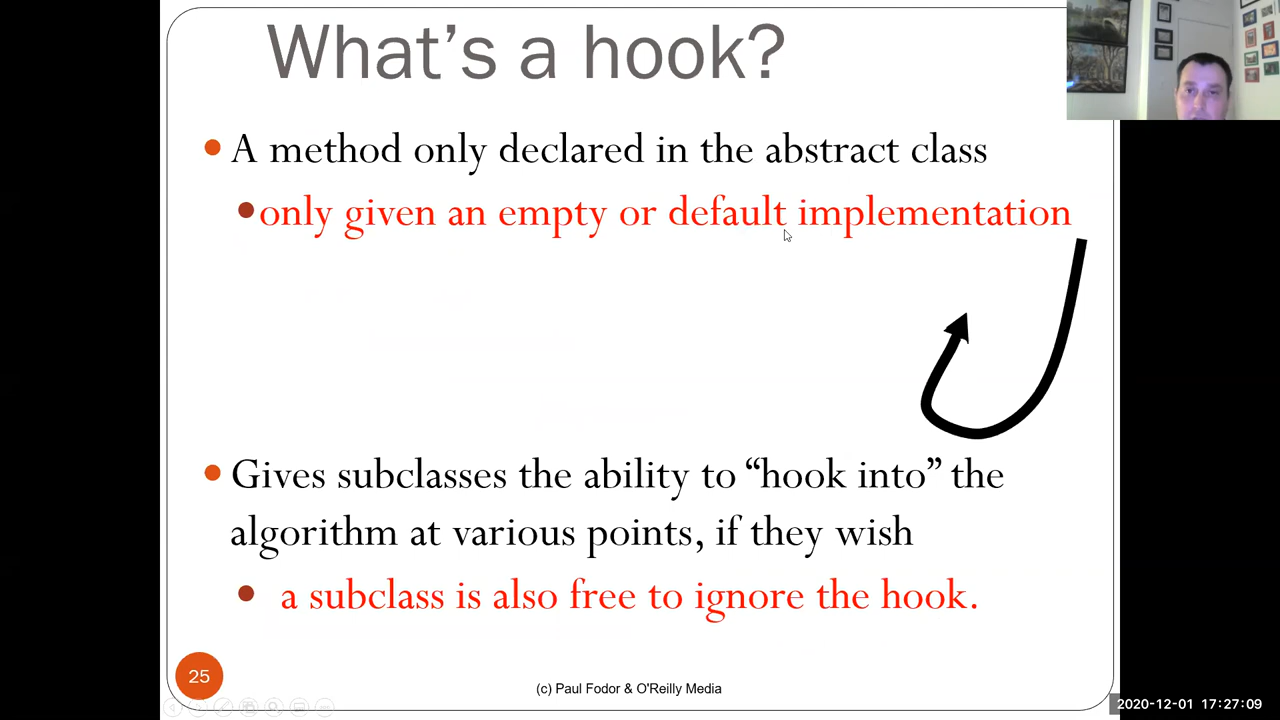 What's a hook?
• A method only declared in the abstract class
• only given an empty or default implementation
• Gives subclasses the ability to “hook into” the
algorithm at various points, if they wish
• a subclass is also free to ignore the hook.
25
(c) Paul Fodor & O'Reilly Media
2020-12-01 17:27:09